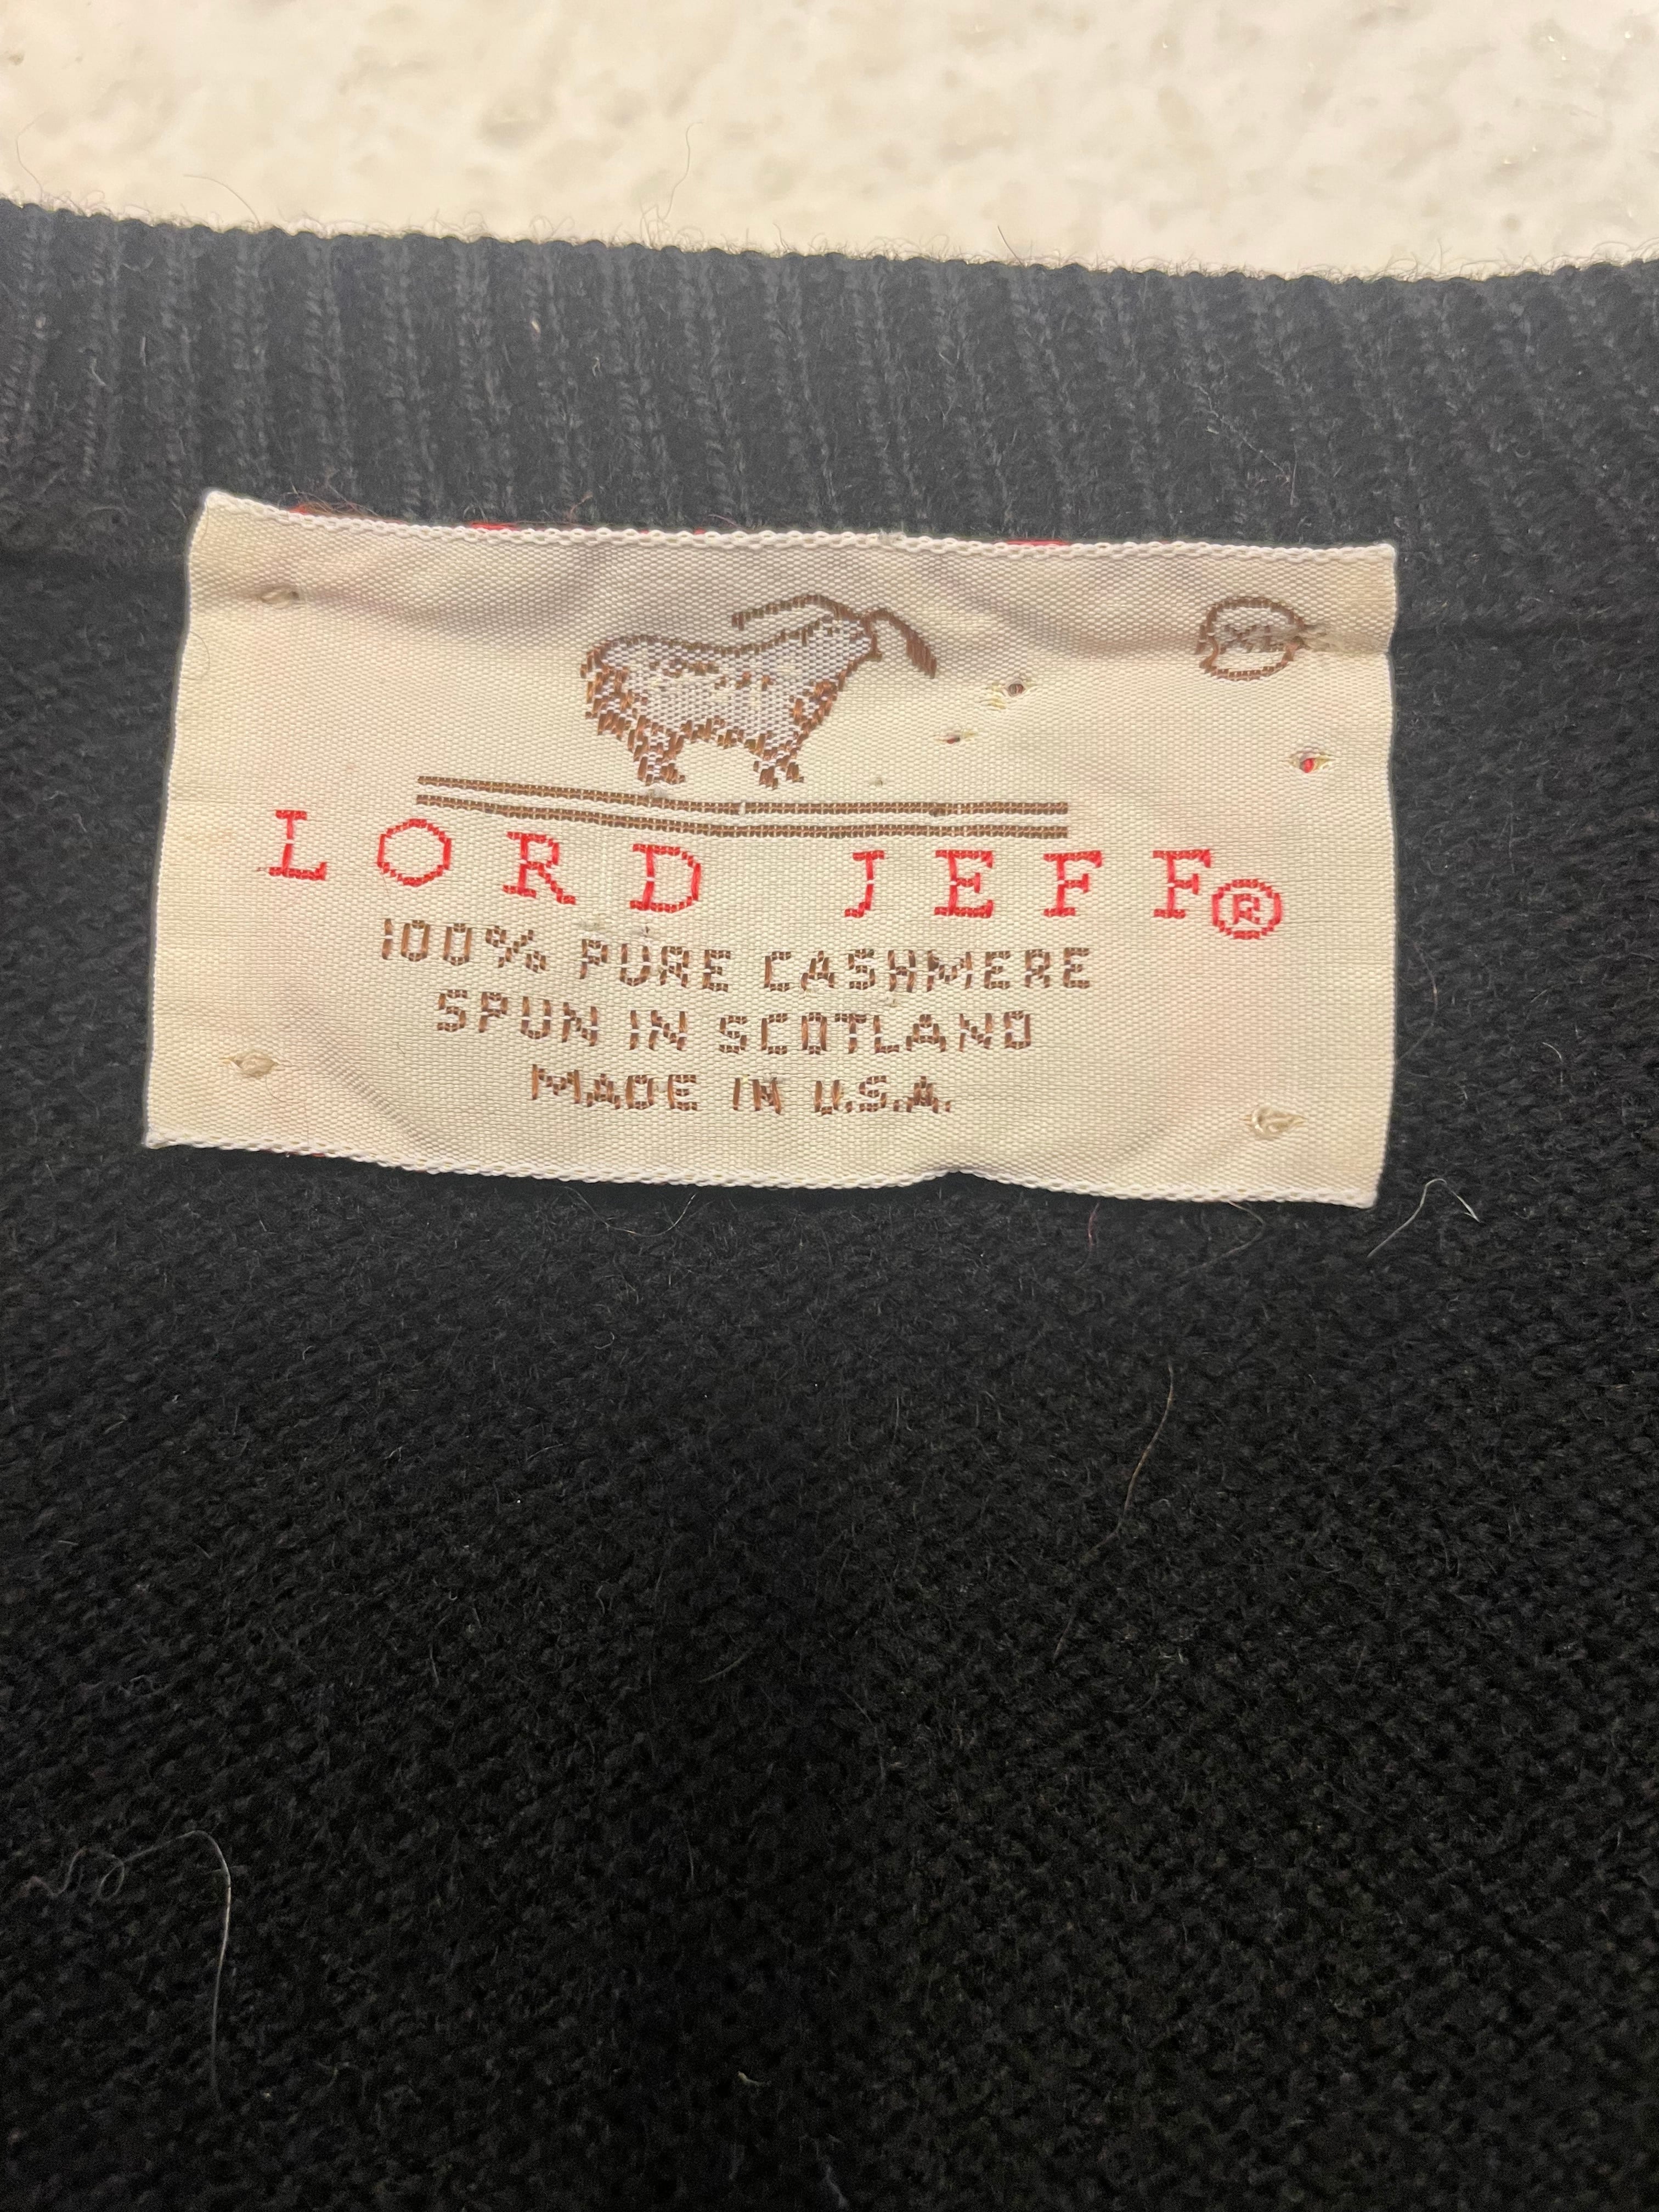 XL
LORD JEFF®
100% PURE CASHMERE
SPUN IN SCOTLAND
MADE IN U.S.A.